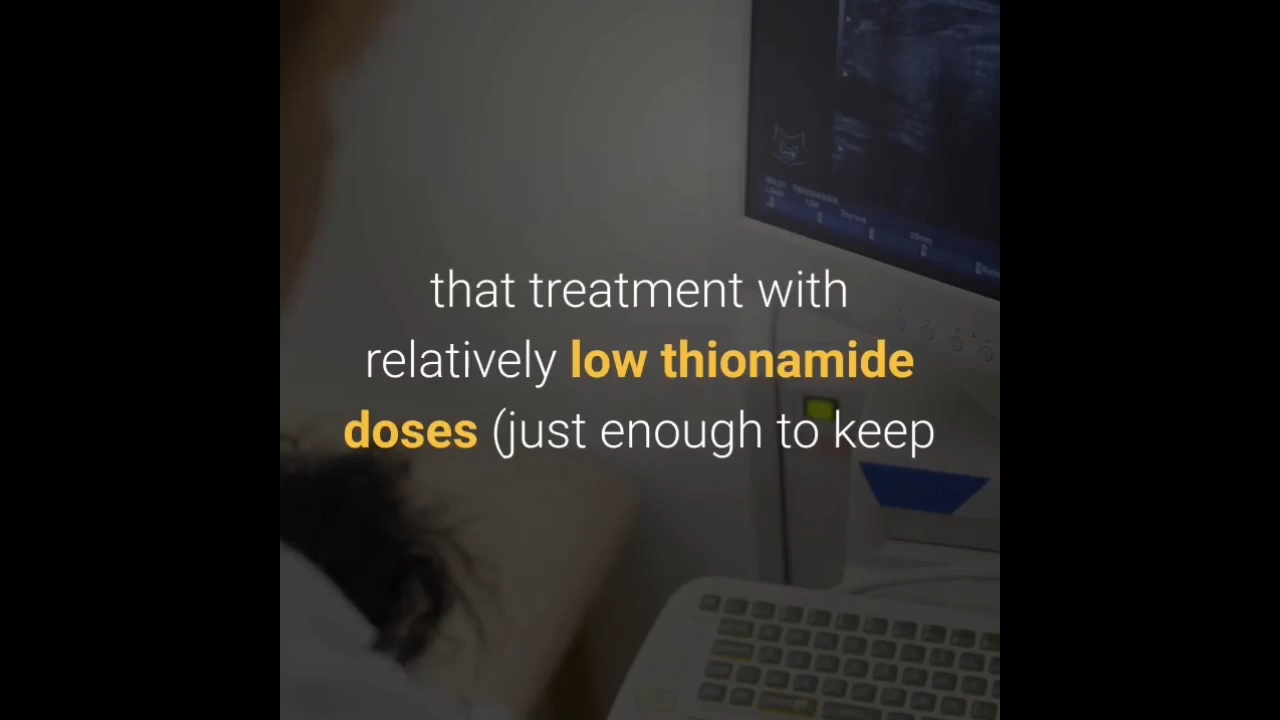 that treatment with
relatively low thionamide
doses (just enough to keep